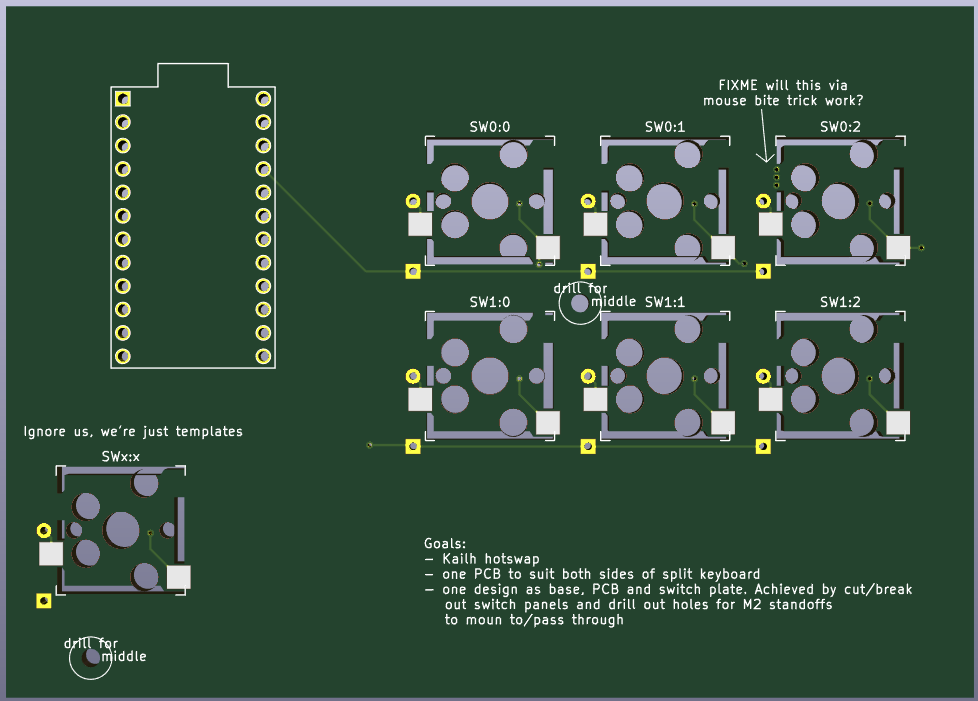 FIXME will this via
mouse bite trick work?
SW0:0
SW0:1
SW0:2
drill for
middle
SW1:0
SW1:1
SW1:2
Ignore us, we're just templates
SWx:x
drill for
middle
Goals:
– Kailh hotswap
– one PCB to suit both sides of split keyboard
– one design as base, PCB and switch plate. Achieved by cut/break
out switch panels and drill out holes for M2 standoffs
to moun to/pass through